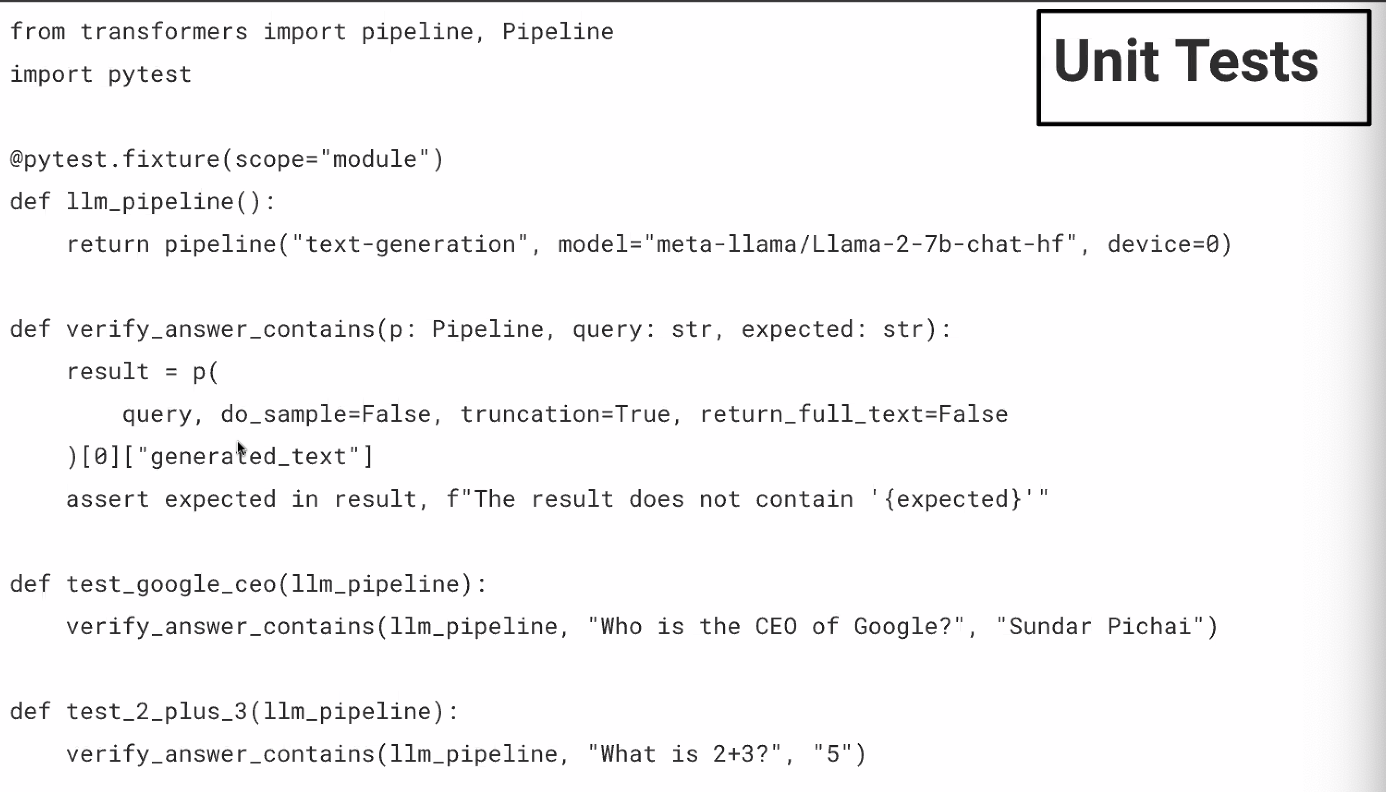 from transformers import pipeline, Pipeline
Unit Tests
import pytest
@pytest.fixture(scope="module")
def llm_pipeline():
    return pipeline("text-generation", model="meta-llama/Llama-2-7b-chat-hf", device=0)
def verify_answer_contains(p: Pipeline, query: str, expected: str):
    result = p(
        query, do_sample=False, truncation=True, return_full_text=False
    )[0]["generated_text"]
    assert expected in result, f"The result does not contain '{expected}'"
def test_google_ceo(llm_pipeline):
    verify_answer_contains(llm_pipeline, "Who is the CEO of Google?", "Sundar Pichai")
def test_2_plus_3(llm_pipeline):
    verify_answer_contains(llm_pipeline, "What is 2+3?", "5")